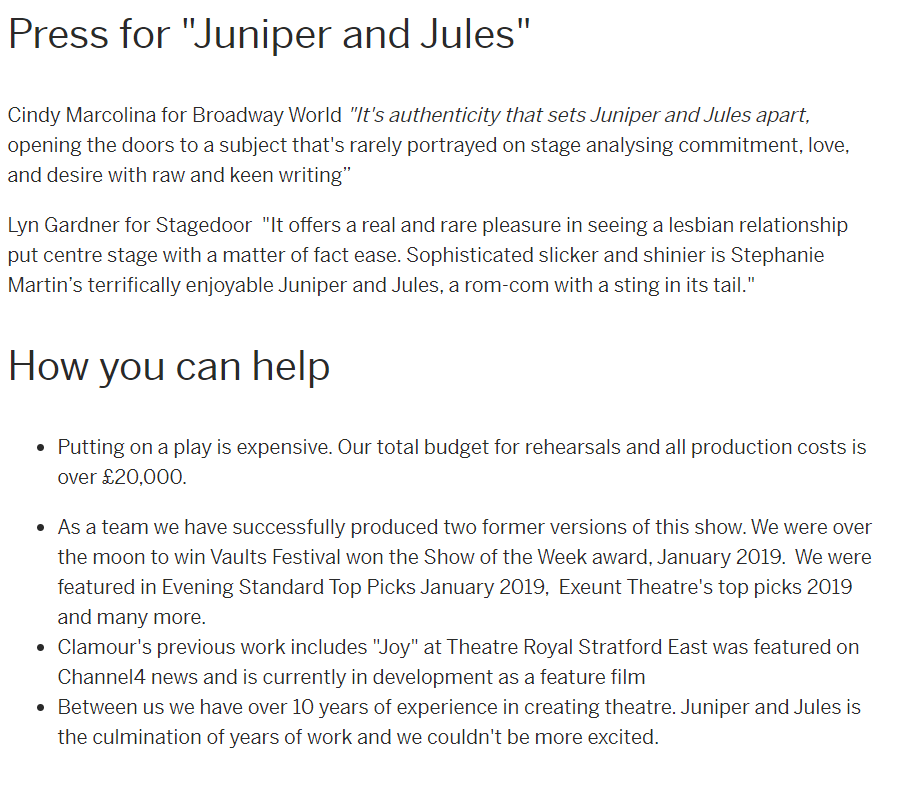 Press for "Juniper and Jules"
Cindy Marcolina for Broadway World "It's authenticity that sets Juniper and Jules apart,
opening the doors to a subject that's rarely portrayed on stage analysing commitment, love,
and desire with raw and keen writing”
Lyn Gardner for Stagedoor  "It offers a real and rare pleasure in seeing a lesbian relationship
put centre stage with a matter of fact ease. Sophisticated slicker and shinier is Stephanie
Martin’s terrifically enjoyable Juniper and Jules, a rom-com with a sting in its tail."
How you can help
• Putting on a play is expensive. Our total budget for rehearsals and all production costs is
over £20,000.
• As a team we have successfully produced two former versions of this show. We were over
the moon to win Vaults Festival won the Show of the Week award, January 2019.  We were
featured in Evening Standard Top Picks January 2019,  Exeunt Theatre's top picks 2019
and many more.
• Clamour's previous work includes "Joy" at Theatre Royal Stratford East was featured on
Channel4 news and is currently in development as a feature film
• Between us we have over 10 years of experience in creating theatre. Juniper and Jules is
the culmination of years of work and we couldn't be more excited.